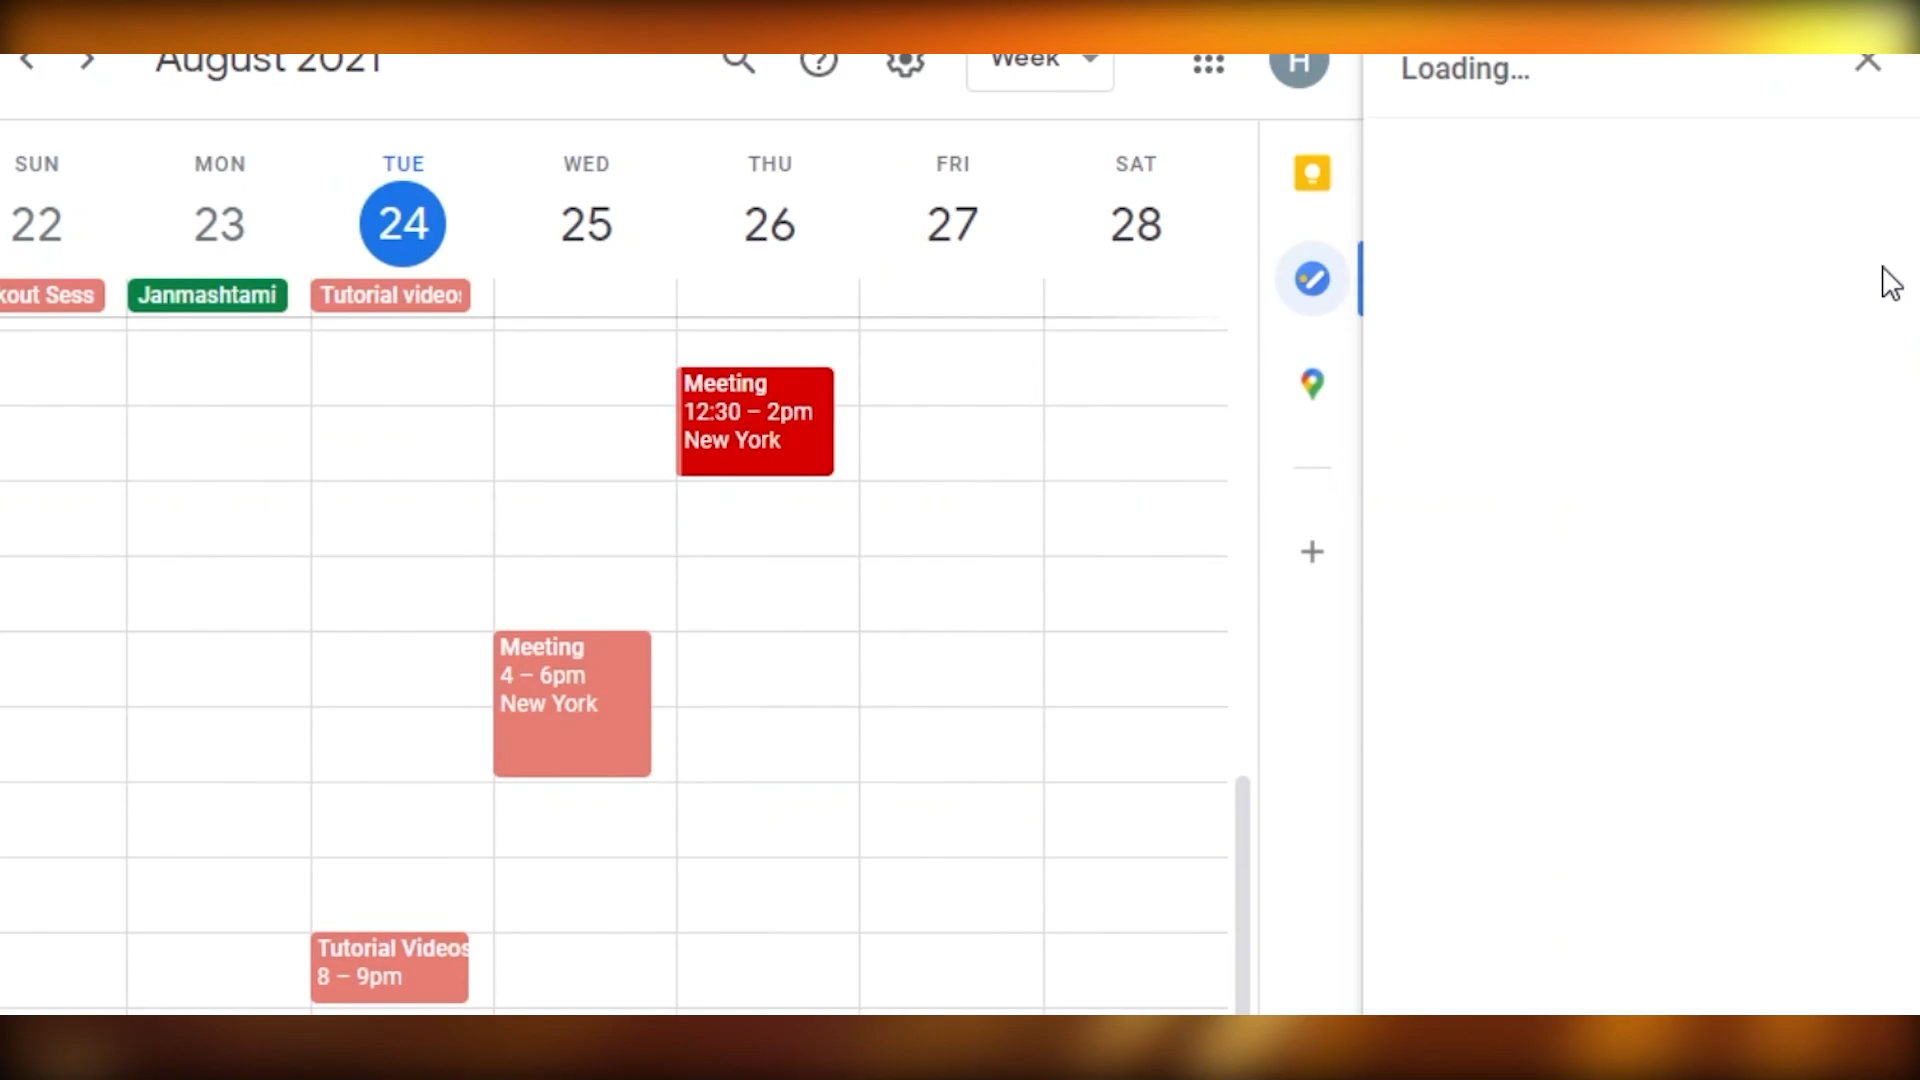 August 2021
Week
H
Loading...
SUN MON TUE WED THU FRI SAT
22 23 24 25 26 27 28
kout Sess
Janmashtami
Tutorial videos
Meeting
12:30 – 2pm
New York
Meeting
4 – 6pm
New York
Tutorial Videos
8 – 9pm